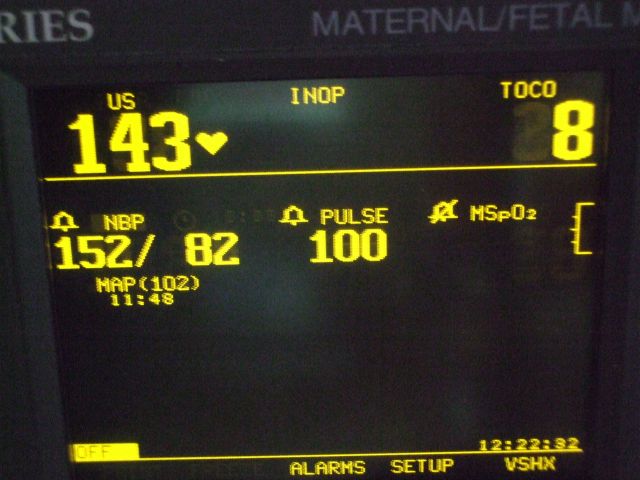 RIES MATERNAL/FETAL M
US INOP TOCO
143 8
NBP PULSE MSpO₂
152/ 82 100
MAP(102)
11:48
OFF 12:22:32
ALARMS SETUP VSHX